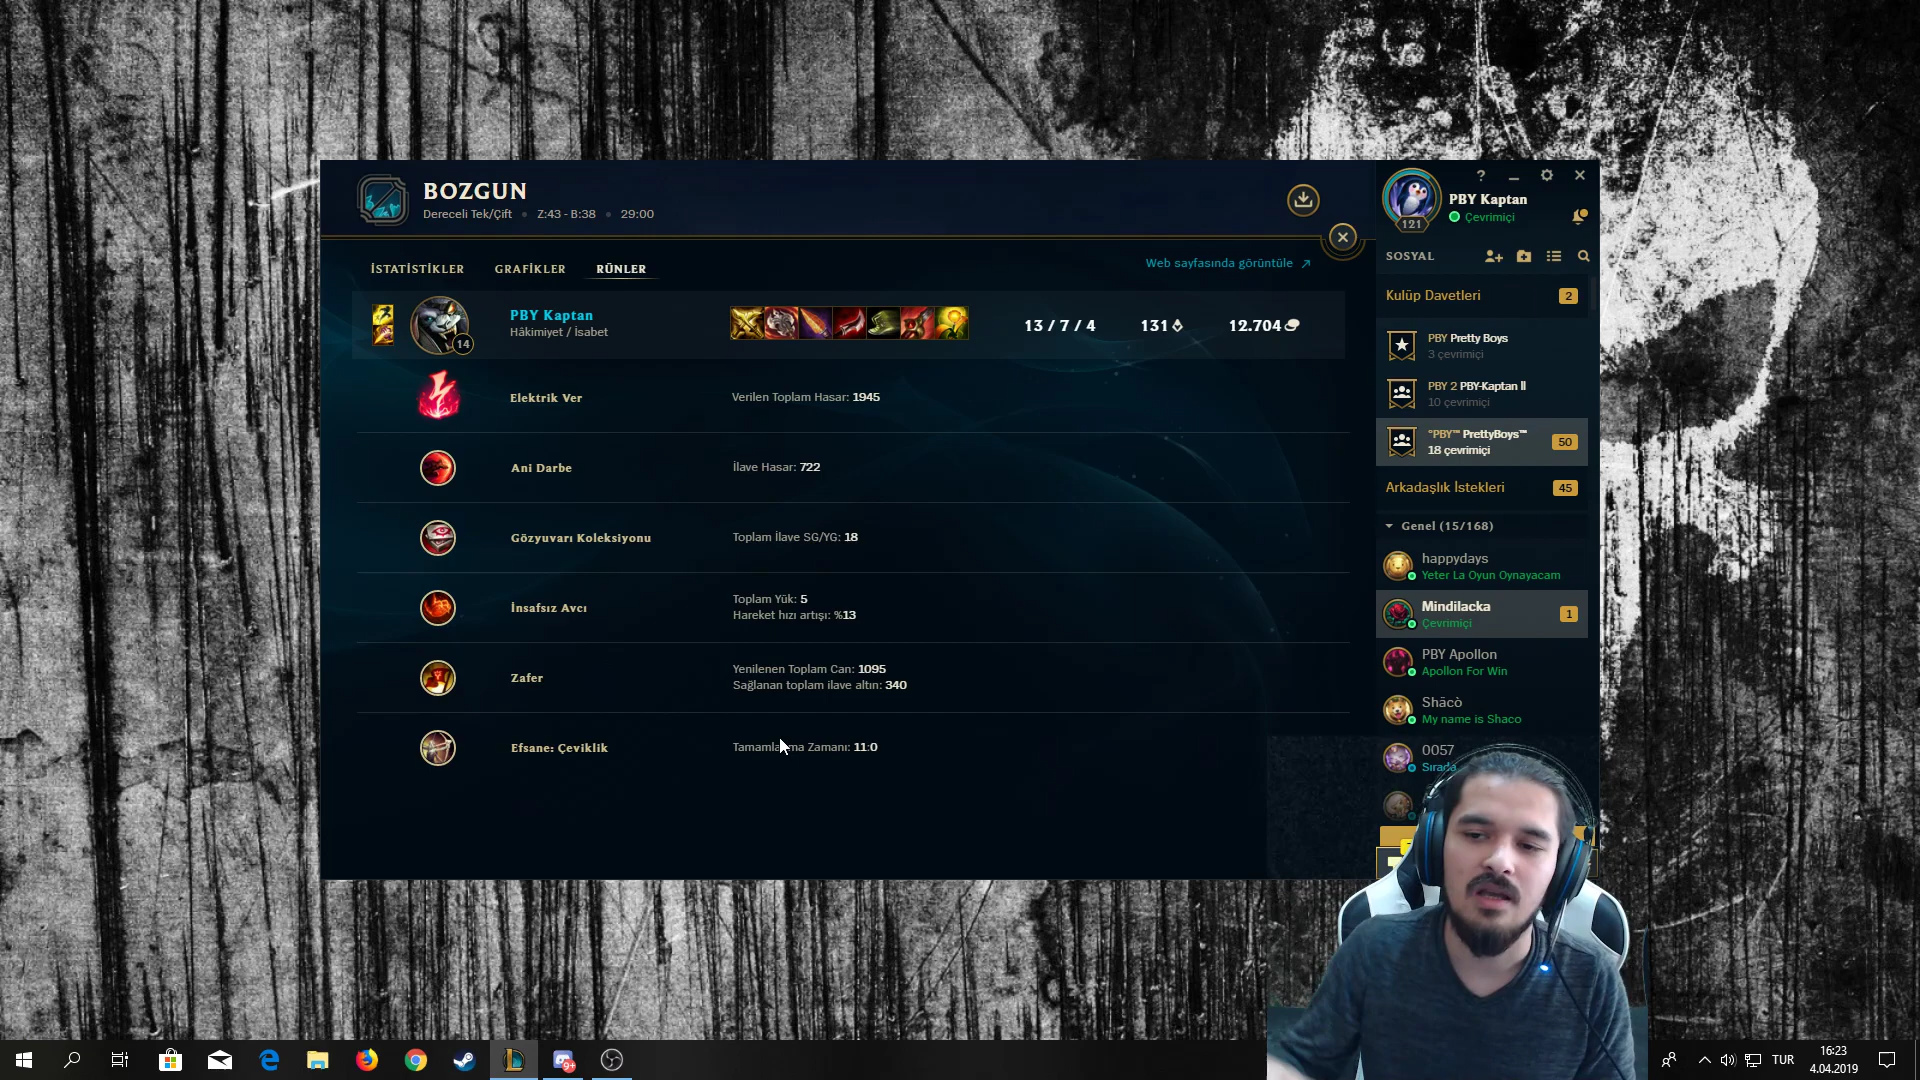 BOZGUN
Dereceli Tek/Çift • Z:43 - B:38 • 29:00
İSTATİSTİKLER GRAFİKLER RÜNLER
Web sayfasında görüntüle
PBY Kaptan
Hâkimiyet / İsabet
14
13 / 7 / 4
131
12.704
Elektrik Ver
Verilen Toplam Hasar: 1945
Ani Darbe
İlave Hasar: 722
Gözyuvarı Koleksiyonu
Toplam İlave SG/YG: 18
İnsafsız Avcı
Toplam Yük: 5
Hareket hızı artışı: %13
Zafer
Yenilenen Toplam Can: 1095
Sağlanan toplam ilave altın: 340
Efsane: Çeviklik
Zamanı: 11:0
121
PBY Kaptan
Çevrimiçi
SOSYAL
Kulüp Davetleri 2
PBY Pretty Boys
3 çevrimiçi
PBY 2 PBY-Kaptan II
10 çevrimiçi
°PBY™ PrettyBoys™
18 çevrimiçi
50
Arkadaşlık İstekleri 45
Genel (15/168)
happydays
Yeter La Oyun Oynayacam
Mindilacka
Çevrimiçi
1
PBY Apollon
Apollon For Win
Shäcò
My name is Shaco
0057
Sırada
9+
TUR
16:23
4.04.2019